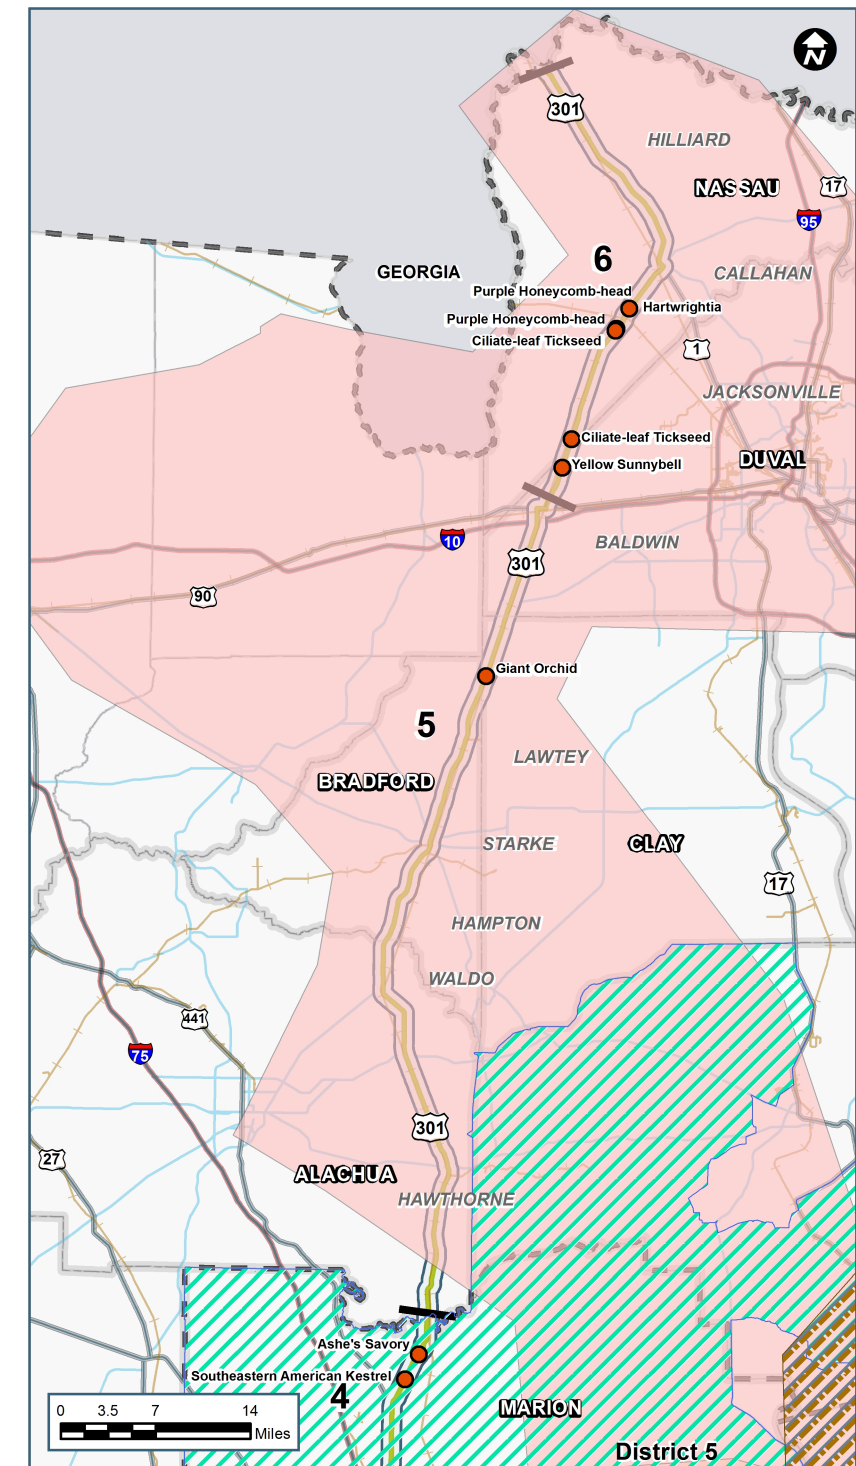 N
301
HILLIARD
NASSAU
17
95
6
GEORGIA
CALLAHAN
Purple Honeycomb-head
Hartwrightia
Purple Honeycomb-head
Ciliate-leaf Tickseed
1
JACKSONVILLE
Ciliate-leaf Tickseed
DUVAL
Yellow Sunnybell
10
BALDWIN
301
90
Giant Orchid
5
LAWTEY
BRADFORD
STARKE
CLAY
17
HAMPTON
WALDO
441
75
301
27
ALACHUA
HAWTHORNE
Ashe's Savory
Southeastern American Kestrel
4
0 3.5 7 14
Miles
MARION
District 5